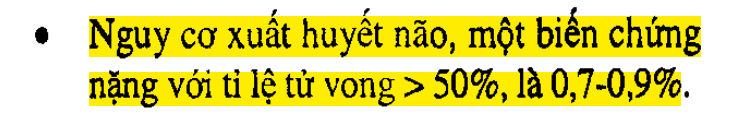 • Nguy cơ xuất huyết não, một biến chứng
nặng với tỉ lệ tử vong > 50%, là 0,7-0,9%.